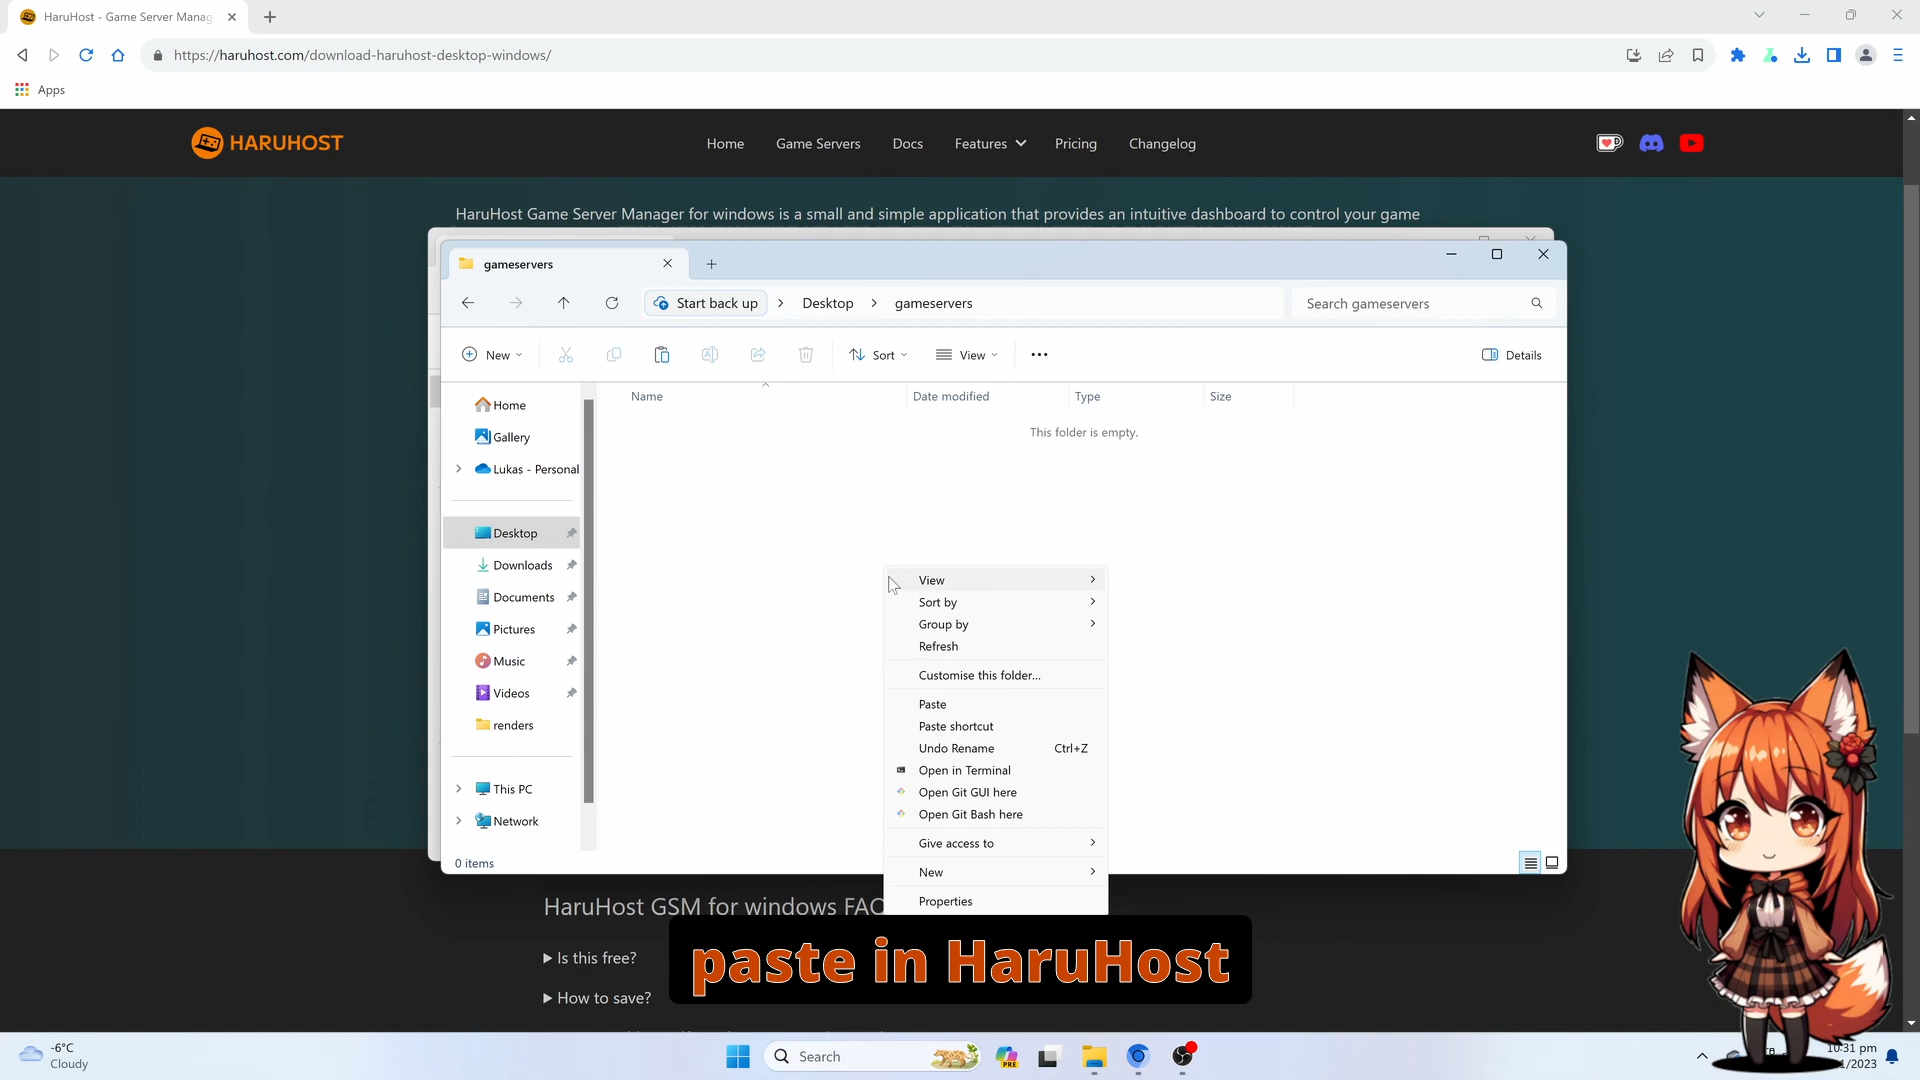 HaruHost - Game Server Manag
https://haruhost.com/download-haruhost-desktop-windows/
Apps
HARUHOST
Home
Game Servers
Docs
Features
Pricing
Changelog
HaruHost Game Server Manager for windows is a small and simple application that provides an intuitive dashboard to control your game
gameservers
Start back up
Desktop
gameservers
Search gameservers
New
Sort
View
Details
Name
Date modified
Type
Size
This folder is empty.
Home
Gallery
Lukas - Personal
Desktop
Downloads
Documents
Pictures
Music
Videos
renders
This PC
Network
0 items
View
Sort by
Group by
Refresh
Customise this folder...
Paste
Paste shortcut
Undo Rename Ctrl+Z
Open in Terminal
Open Git GUI here
Open Git Bash here
Give access to
New
Properties
HaruHost GSM for windows FAQ
Is this free?
How to save?
paste in HaruHost
-6°C
Cloudy
Search
PRE
10:31 pm
1/2023